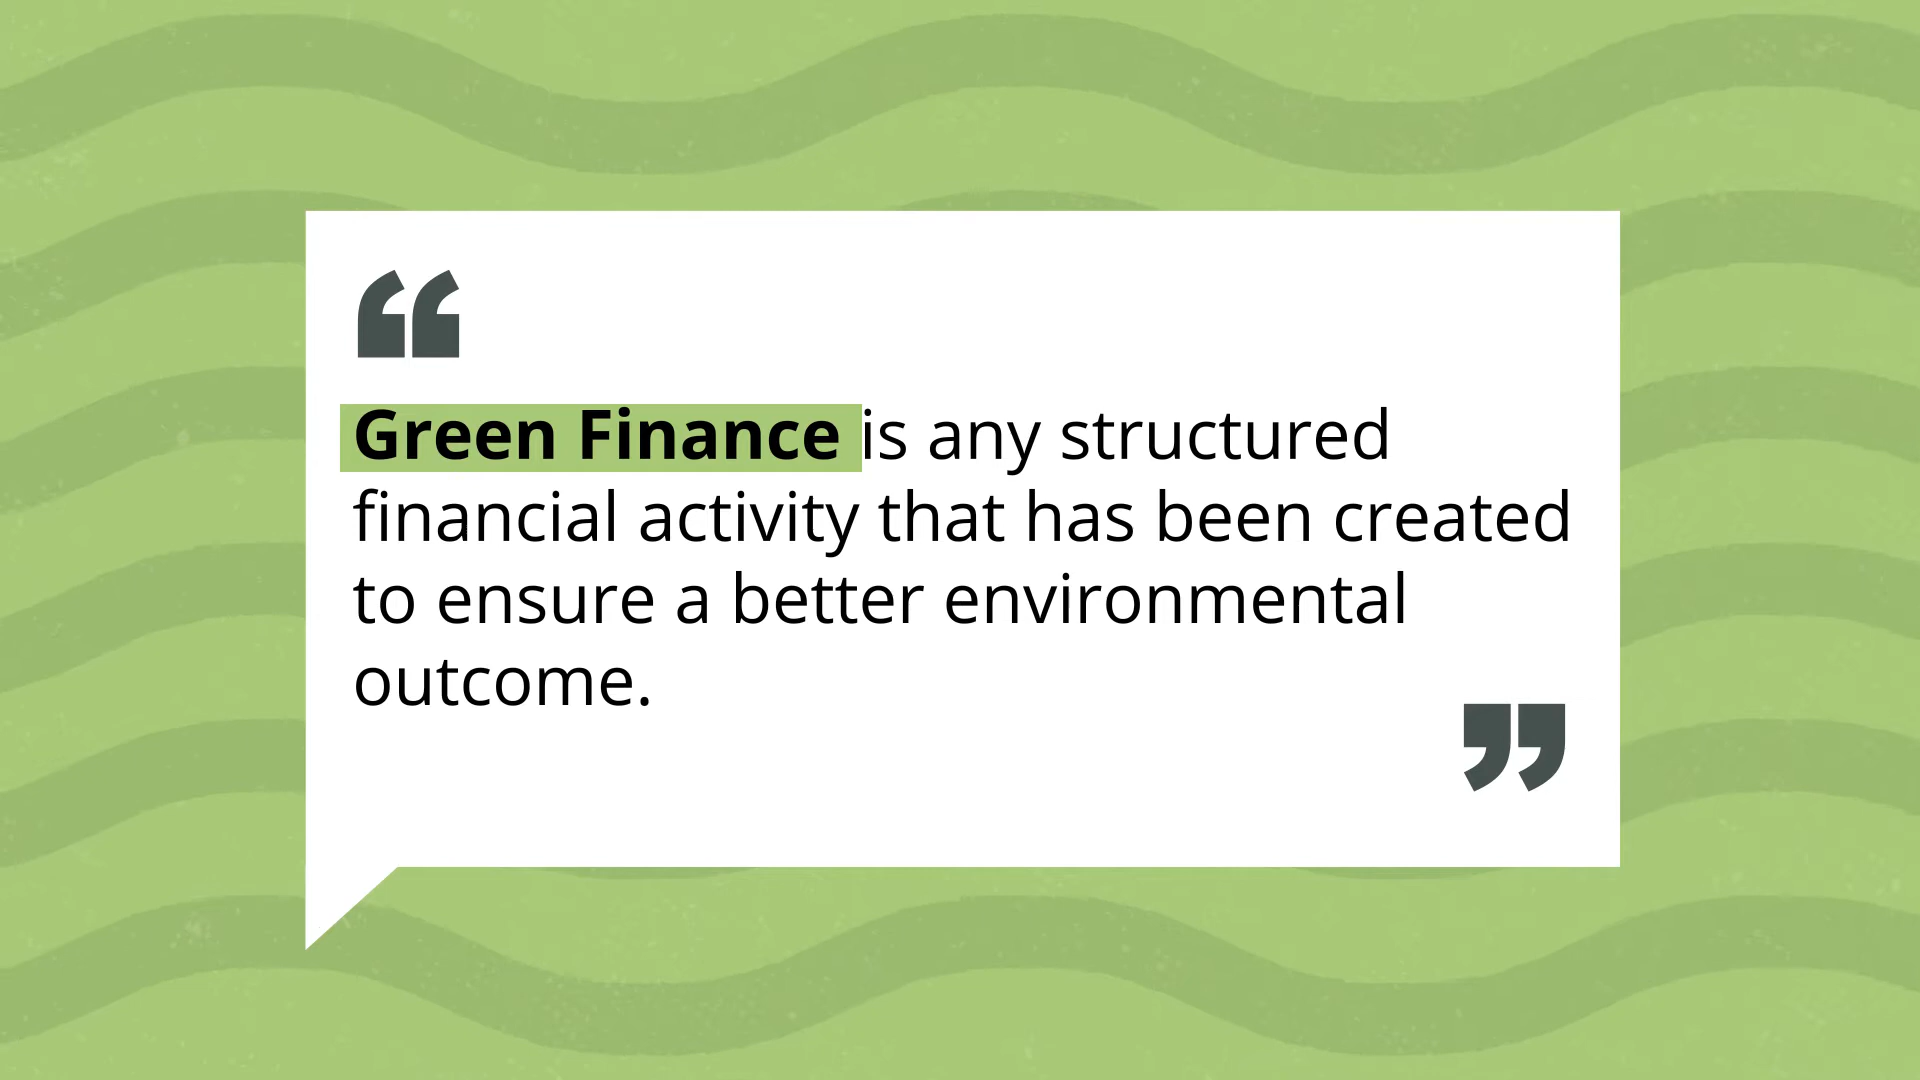 “
Green Finance is any structured
financial activity that has been created
to ensure a better environmental
outcome.
”